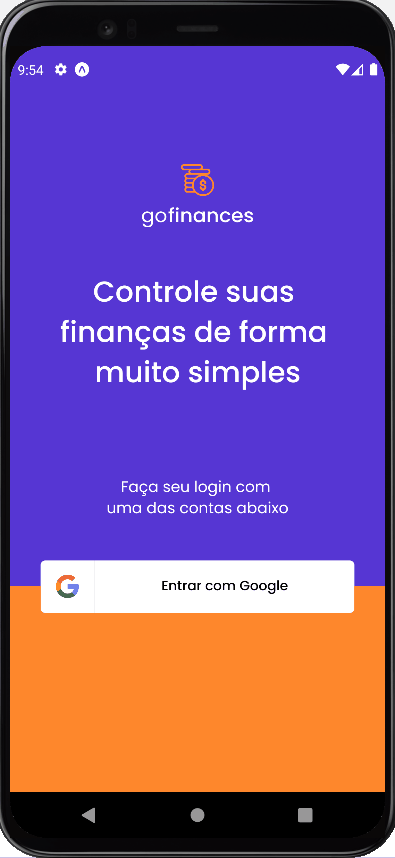 9:54
gofinances
Controle suas
finanças de forma
muito simples
Faça seu login com
uma das contas abaixo
Entrar com Google